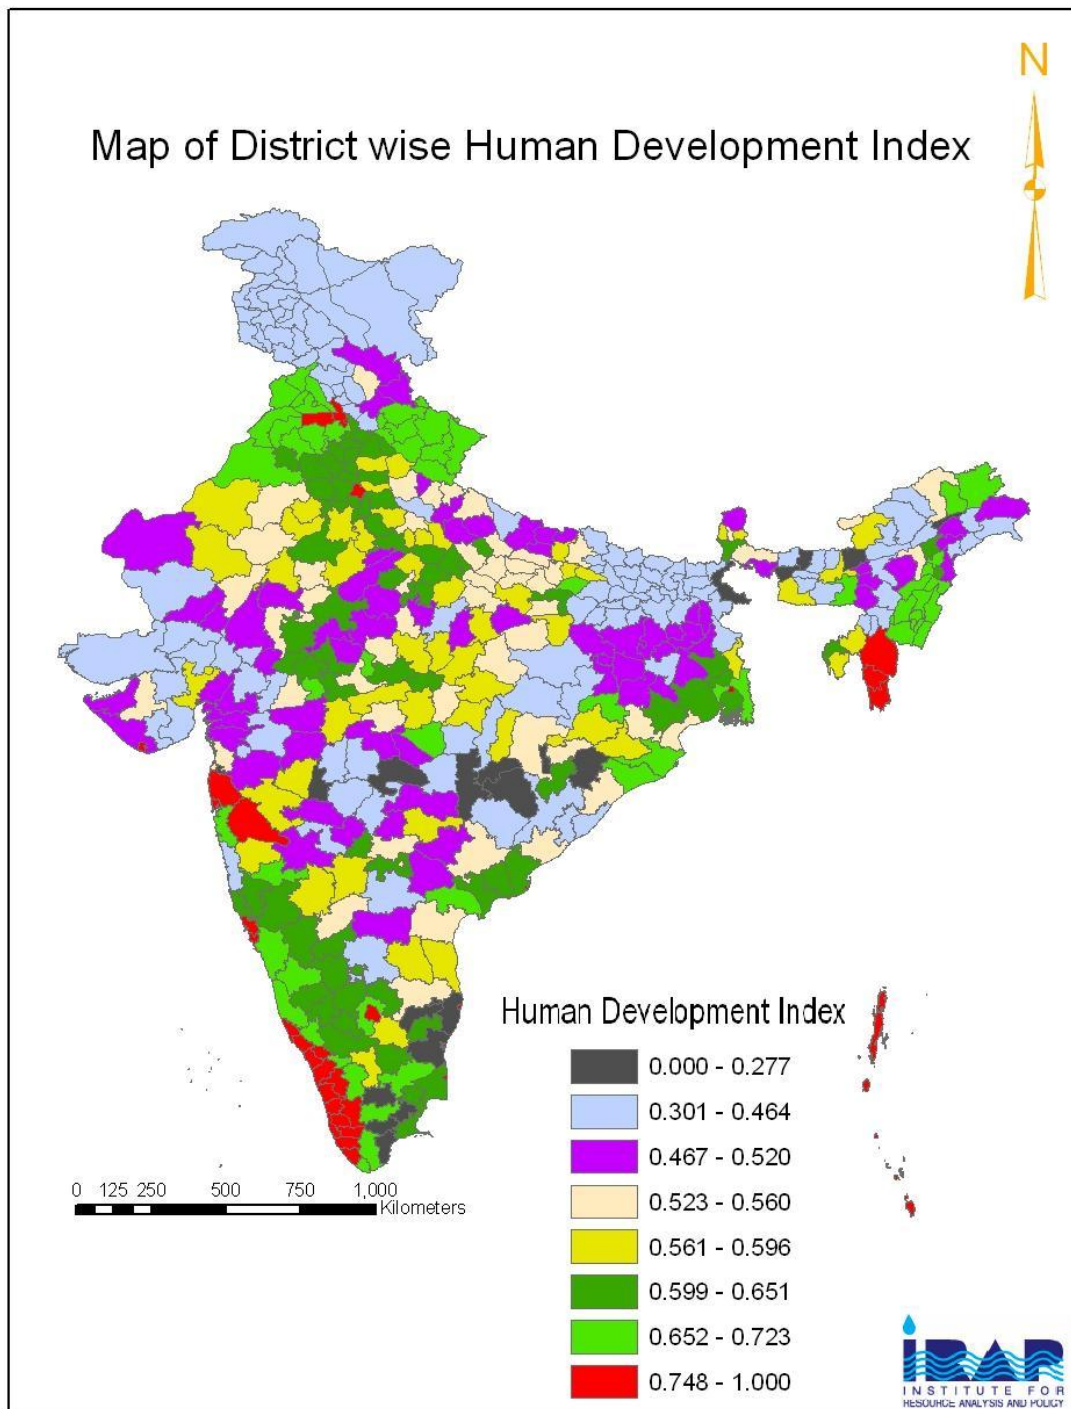 N
Map of District wise Human Development Index
Human Development Index
0.000 - 0.277
0.301 - 0.464
0.467 - 0.520
0.523 - 0.560
0.561 - 0.596
0.599 - 0.651
0.652 - 0.723
0.748 - 1.000
0 125 250 500 750 1,000
Kilometers
IRAP
INSTITUTE FOR
RESOURCE ANALYSIS AND POLICY